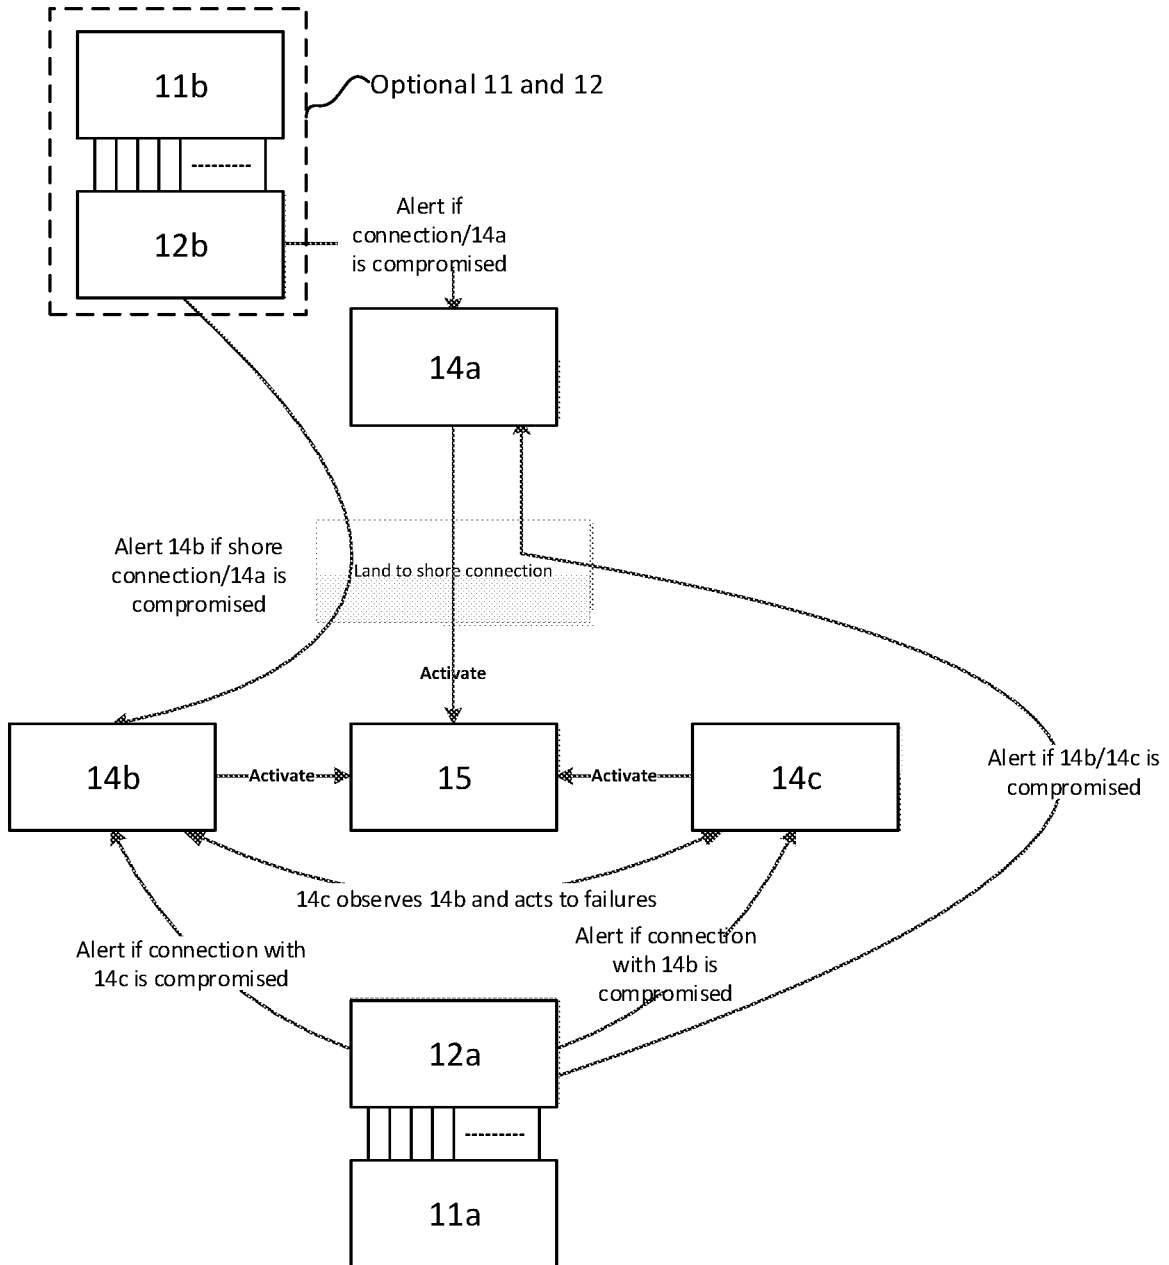 11b
Optional 11 and 12
12b
Alert if
connection/14a
is compromised
14a
Alert 14b if shore
connection/14a is
compromised
Land to shore connection
Activate
14b
Activate
15
Activate
14c
Alert if 14b/14c is
compromised
14c observes 14b and acts to failures
Alert if connection with
14c is compromised
Alert if connection
with 14b is
compromised
12a
11a